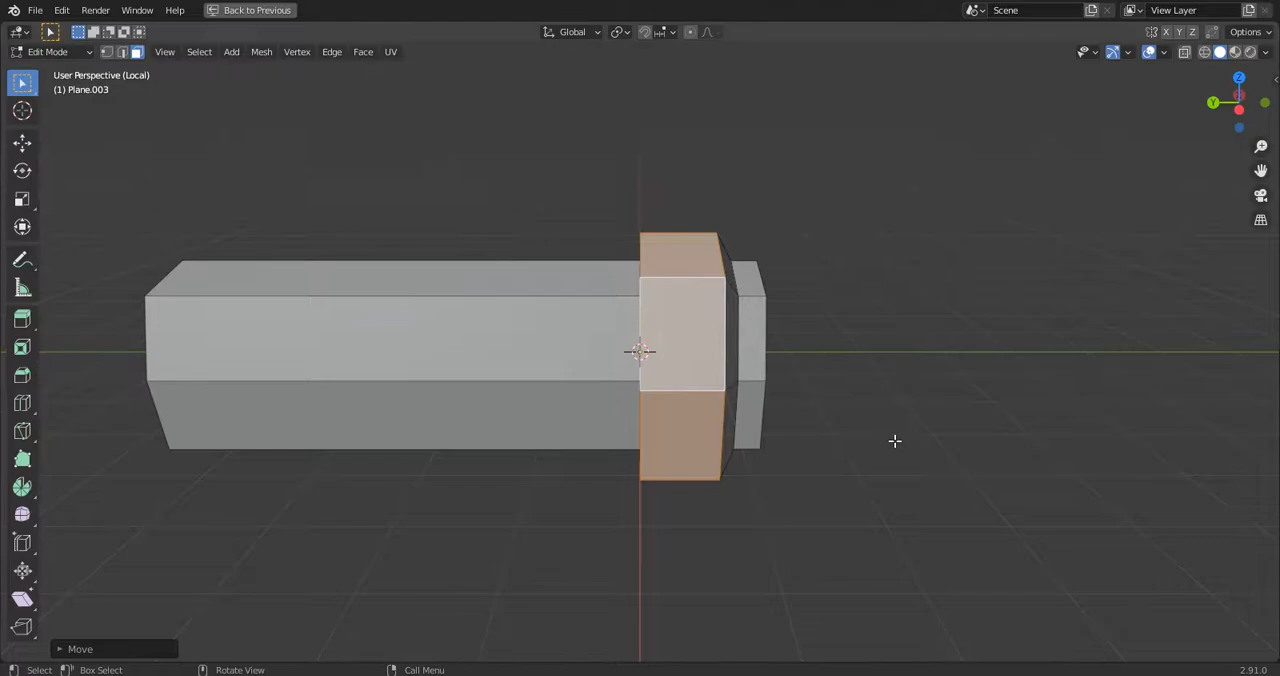 File Edit Render Window Help Back to Previous Scene View Layer
Global X Y Z Options
Edit Mode View Select Add Mesh Vertex Edge Face UV
User Perspective (Local)
(1) Plane.003
Z
Y
Move
Select Box Select Rotate View Call Menu 2.91.0